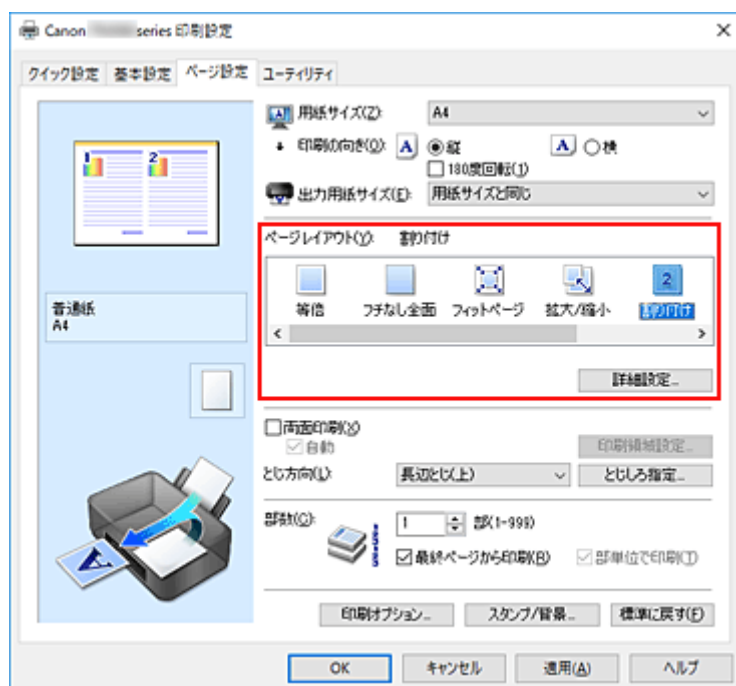 Canon series 印刷設定
クイック設定 基本設定 ページ設定 ユーティリティ
用紙サイズ(Z): A4
印刷の向き(O): A 縦 A 横
180度回転(J)
出力用紙サイズ(E): 用紙サイズと同じ
1 2
ページレイアウト(Y): 割り付け
2
等倍 フチなし全面 フィットページ 拡大/縮小 割り付け
普通紙
A4
詳細設定...
両面印刷(X)
自動 印刷領域設定...
とじ方向(L): 長辺とじ(上) とじしろ指定...
部数(C): 1 部(1-999)
最終ページから印刷(R) 部単位で印刷(T)
A
印刷オプション... スタンプ/背景... 標準に戻す(F)
OK キャンセル 適用(A) ヘルプ